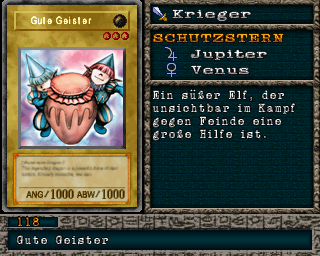 Gute Geister
ANG/1000 ABW/1000
Krieger
SCHUTZSTERN
Jupiter
Venus
Ein süßer Elf, der
unsichtbar im Kampf
gegen Feinde eine
große Hilfe ist.
118
Gute Geister